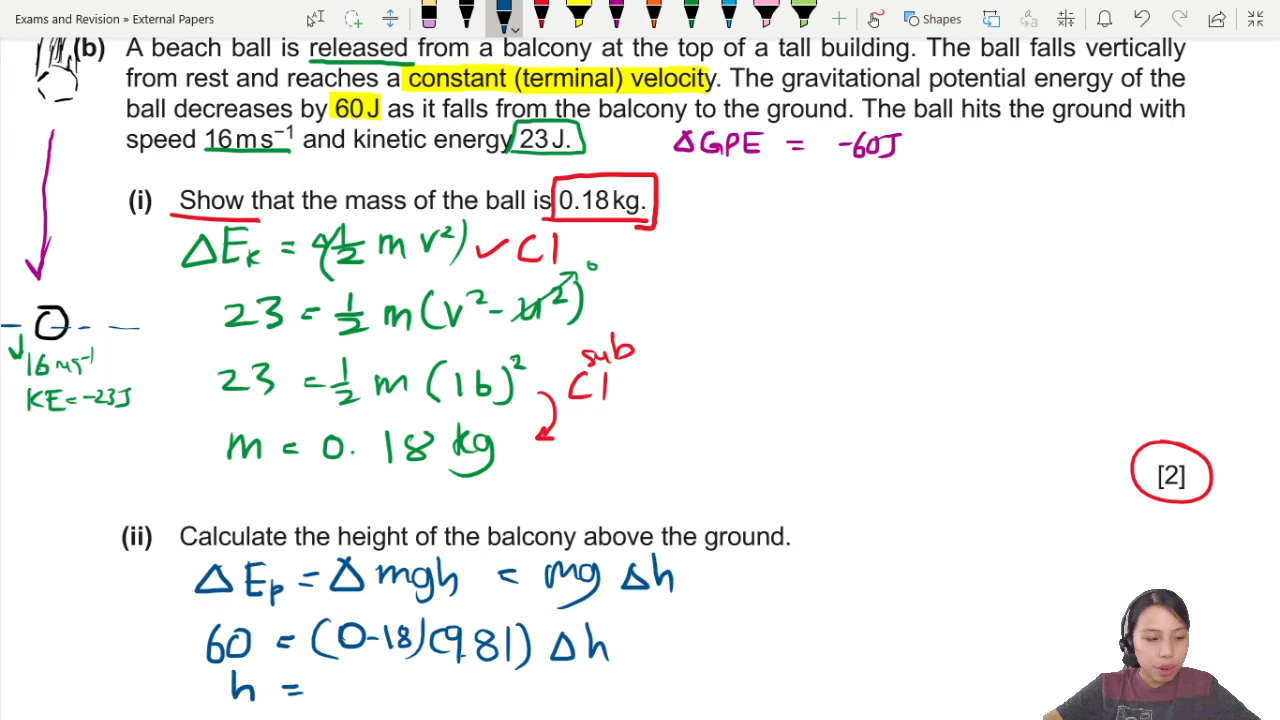 Exams and Revision » External Papers
Shapes
(b) A beach ball is released from a balcony at the top of a tall building. The ball falls vertically
from rest and reaches a constant (terminal) velocity. The gravitational potential energy of the
ball decreases by 60 J as it falls from the balcony to the ground. The ball hits the ground with
speed 16 m s⁻¹ and kinetic energy 23 J.
ΔGPE = -60J
(i) Show that the mass of the ball is 0.18 kg.
ΔEk = Δ(½ m v²) ✓ C1
23 = ½ m (v² - u²) 0
16 ms⁻¹
KE = -23J
23 = ½ m (16)²
sub
C1
m = 0.18 kg
[2]
(ii) Calculate the height of the balcony above the ground.
ΔEp = Δ mgh = mg Δh
60 = (0.18)(9.81) Δh
h =